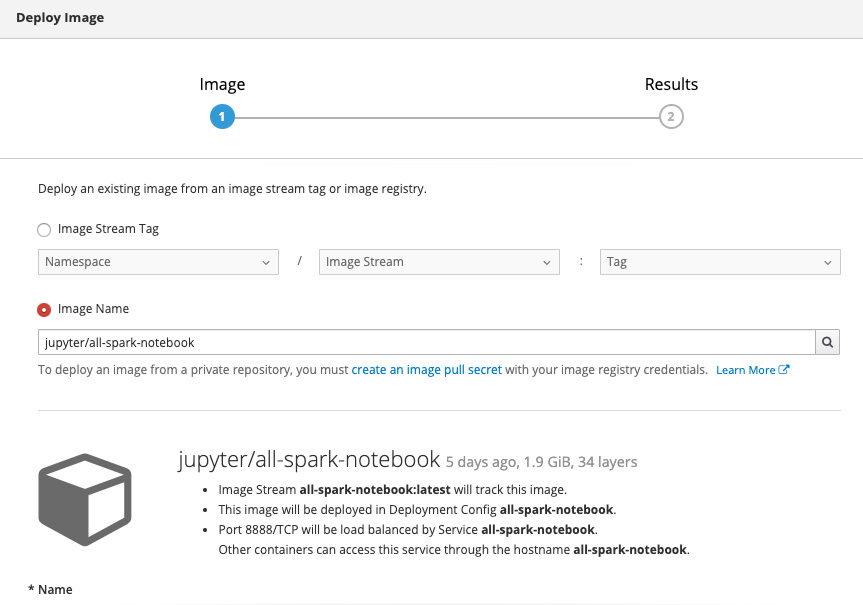 Deploy Image
Image Results
1 2
Deploy an existing image from an image stream tag or image registry.
Image Stream Tag
Namespace / Image Stream : Tag
Image Name
jupyter/all-spark-notebook
To deploy an image from a private repository, you must create an image pull secret with your image registry credentials. Learn More
jupyter/all-spark-notebook 5 days ago, 1.9 GiB, 34 layers
• Image Stream all-spark-notebook:latest will track this image.
• This image will be deployed in Deployment Config all-spark-notebook.
• Port 8888/TCP will be load balanced by Service all-spark-notebook.
Other containers can access this service through the hostname all-spark-notebook.
* Name